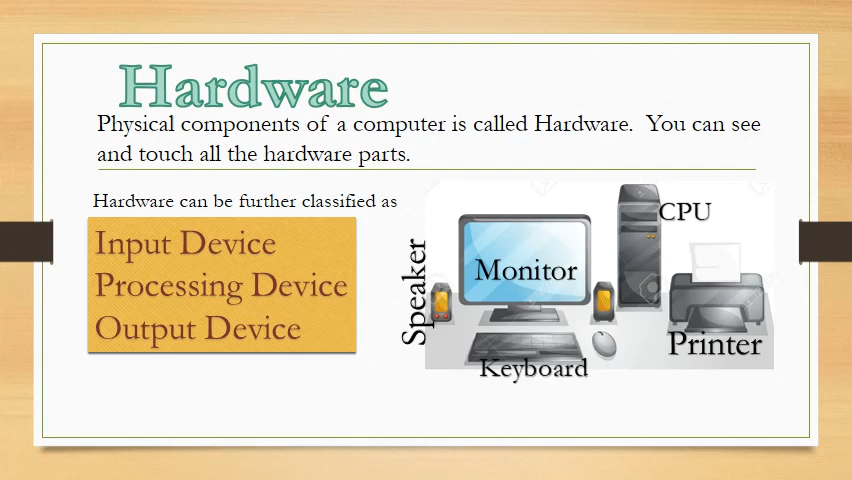 Hardware
Physical components of a computer is called Hardware. You can see
and touch all the hardware parts.
Hardware can be further classified as
Input Device
Processing Device
Output Device
CPU
Monitor
Speaker
Printer
Keyboard